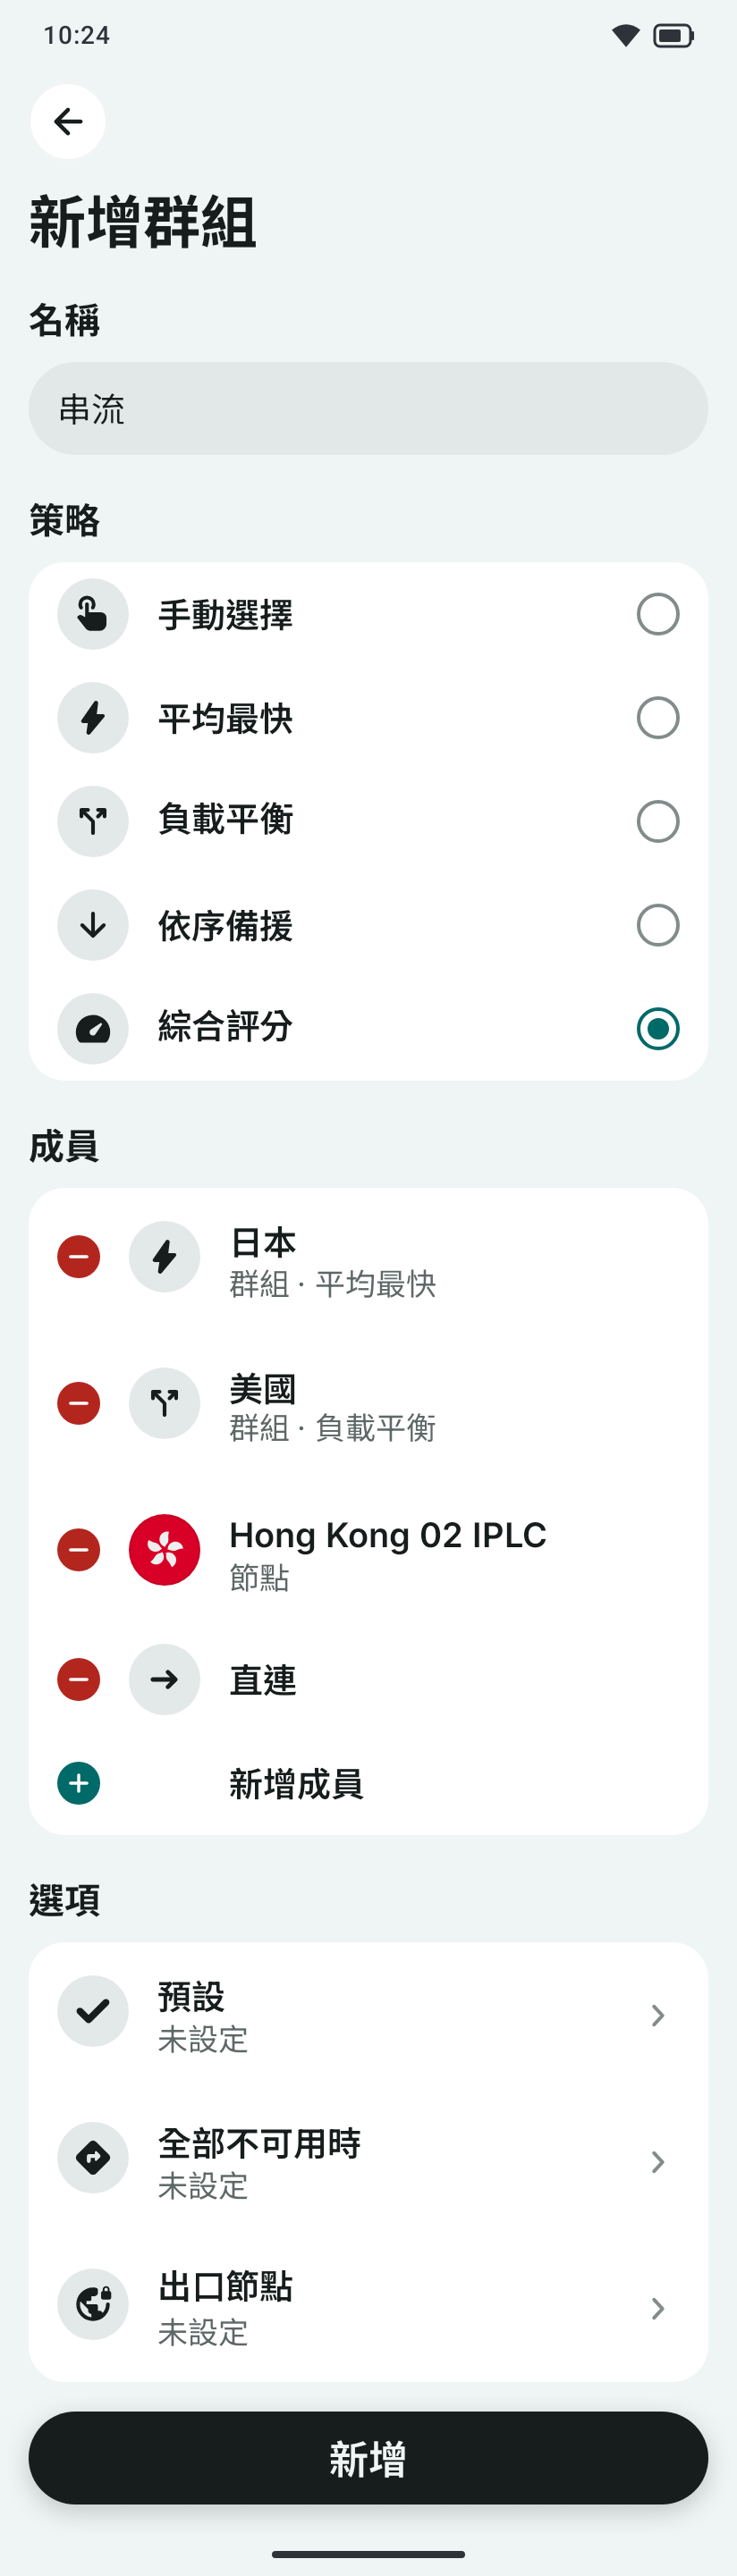 10:24
新增群組
名稱
串流
策略
手動選擇
平均最快
負載平衡
依序備援
綜合評分
成員
日本
群組 · 平均最快
美國
群組 · 負載平衡
Hong Kong 02 IPLC
節點
直連
新增成員
選項
預設
未設定
全部不可用時
未設定
出口節點
未設定
新增